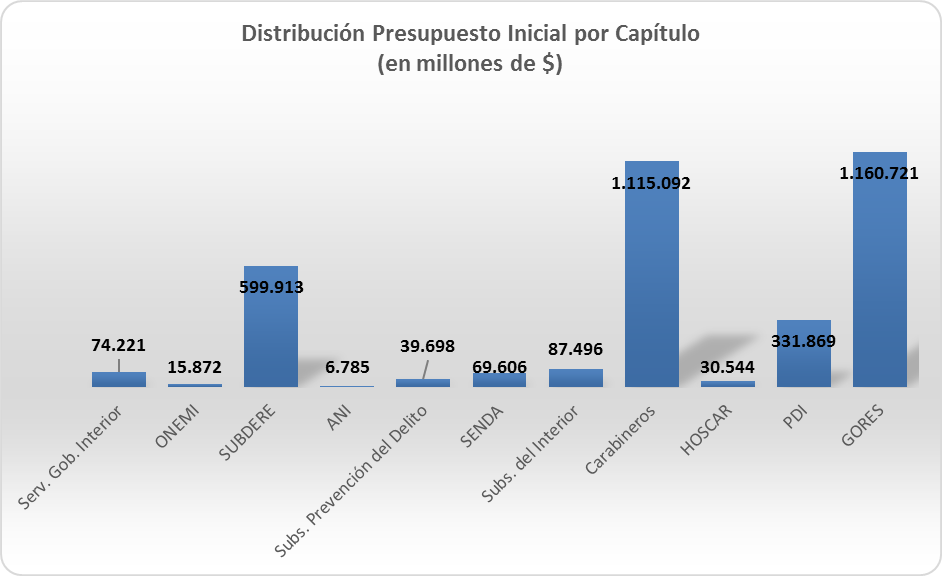 Distribución Presupuesto Inicial por Capítulo
(en millones de $)
74.221
15.872
599.913
6.785
39.698
69.606
87.496
1.115.092
30.544
331.869
1.160.721
Serv. Gob. Interior
ONEMI
SUBDERE
ANI
Subs. Prevención del Delito
SENDA
Subs. del Interior
Carabineros
HOSCAR
PDI
GORES